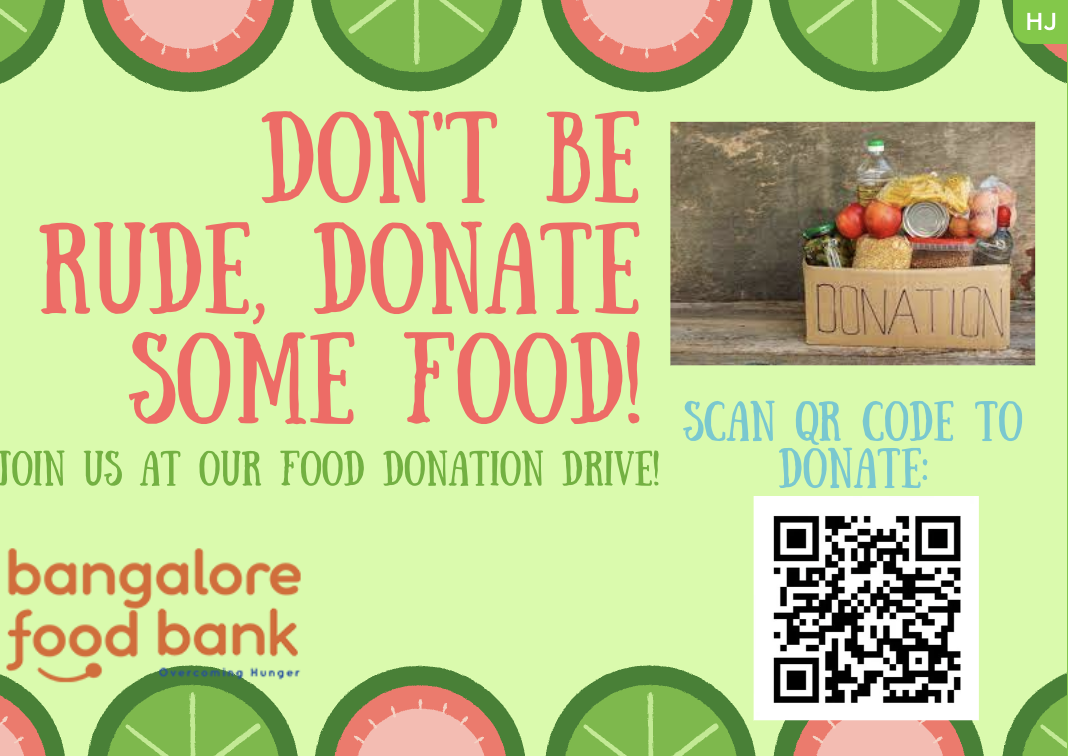 HJ
DON'T BE
RUDE, DONATE
SOME FOOD!
JOIN US AT OUR FOOD DONATION DRIVE!
DONATION
SCAN QR CODE TO
DONATE:
bangalore
food bank
Overcoming Hunger